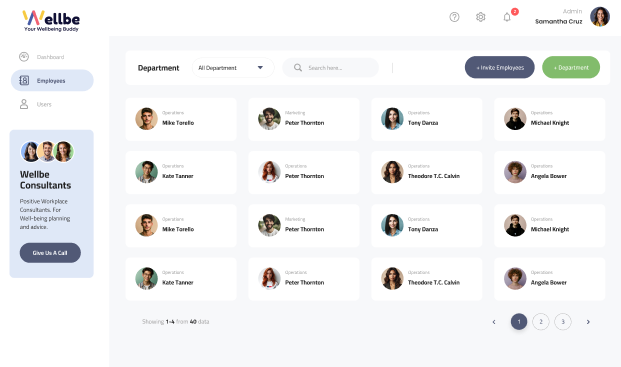 Wellbe
Your Wellbeing Buddy
2
Admin
Samantha Cruz
Dashboard
Employees
Users
Wellbe
Consultants
Positive Workplace
Consultants. For
Well-being planning
and advice.
Give Us A Call
Department
All Department
Search here...
+ Invite Employees
+ Department
Operations
Mike Torello
Marketing
Peter Thornton
Operations
Tony Danza
Operations
Michael Knight
Operations
Kate Tanner
Operations
Peter Thornton
Operations
Theodore T.C. Calvin
Operations
Angela Bower
Operations
Mike Torello
Marketing
Peter Thornton
Operations
Tony Danza
Operations
Michael Knight
Operations
Kate Tanner
Operations
Peter Thornton
Operations
Theodore T.C. Calvin
Operations
Angela Bower
Showing 1-4 from 40 data
< 1 2 3 >